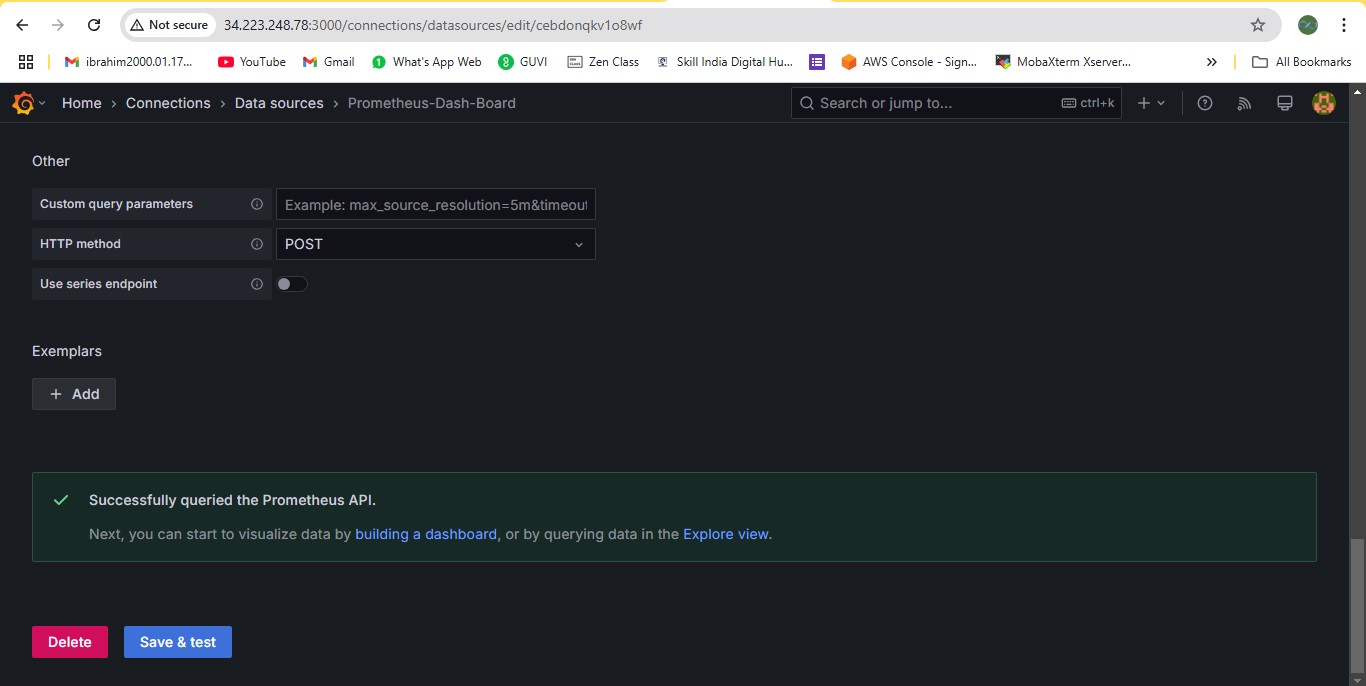 Not secure 34.223.248.78:3000/connections/datasources/edit/cebdonqkv1o8wf
ibrahim2000.01.17... YouTube Gmail What's App Web GUVI Zen Class Skill India Digital Hu... AWS Console - Sign... MobaXterm Xserver... » All Bookmarks
Home › Connections › Data sources › Prometheus-Dash-Board Search or jump to... ctrl+k
Other
Custom query parameters Example: max_source_resolution=5m&timeout
HTTP method POST
Use series endpoint
Exemplars
+ Add
Successfully queried the Prometheus API.
Next, you can start to visualize data by building a dashboard, or by querying data in the Explore view.
Delete Save & test